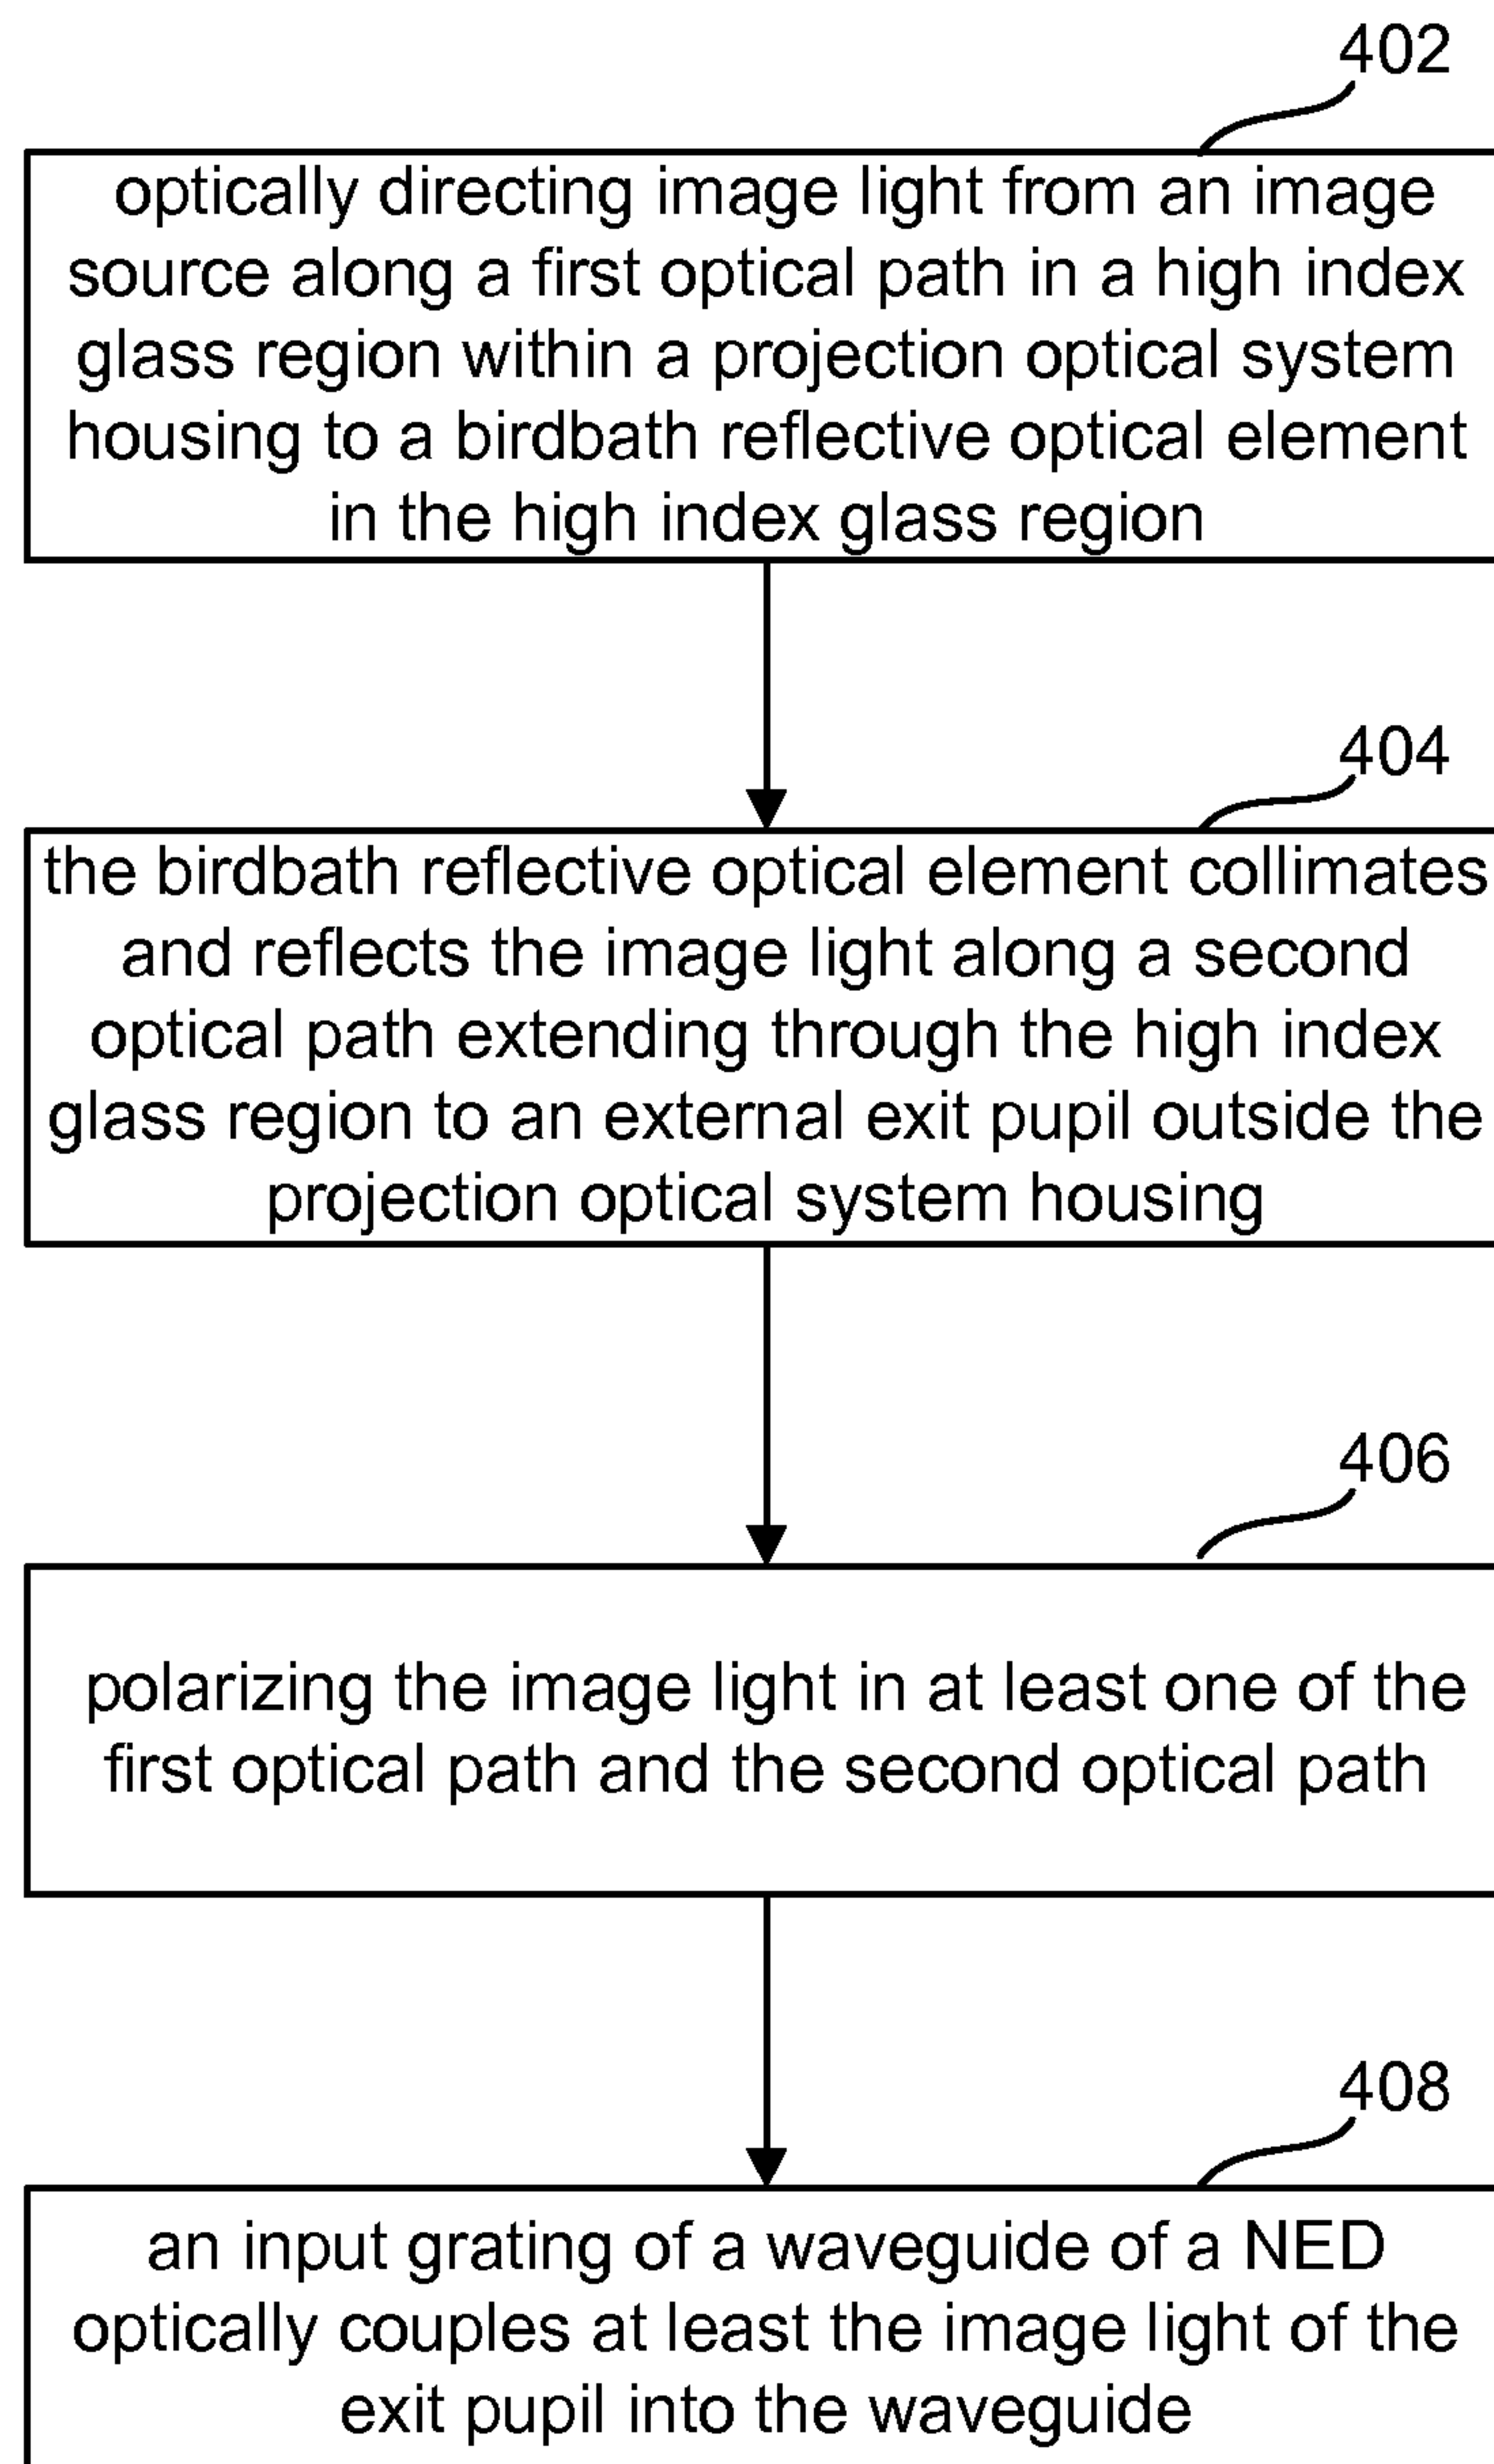 402
optically directing image light from an image
source along a first optical path in a high index
glass region within a projection optical system
housing to a birdbath reflective optical element
in the high index glass region
404
the birdbath reflective optical element collimates
and reflects the image light along a second
optical path extending through the high index
glass region to an external exit pupil outside the
projection optical system housing
406
polarizing the image light in at least one of the
first optical path and the second optical path
408
an input grating of a waveguide of a NED
optically couples at least the image light of the
exit pupil into the waveguide